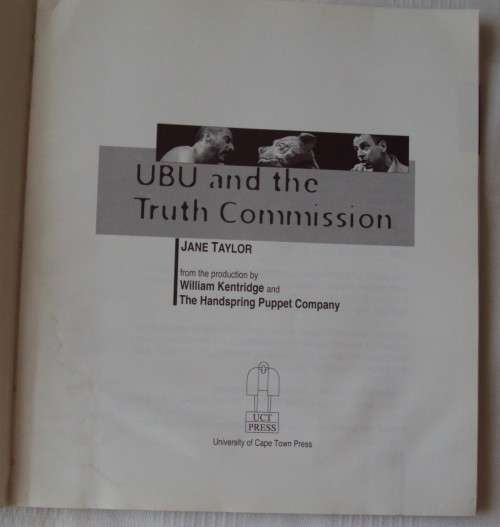 UBU and the
Truth Commission
JANE TAYLOR
from the production by
William Kentridge and
The Handspring Puppet Company
UCT
PRESS
University of Cape Town Press